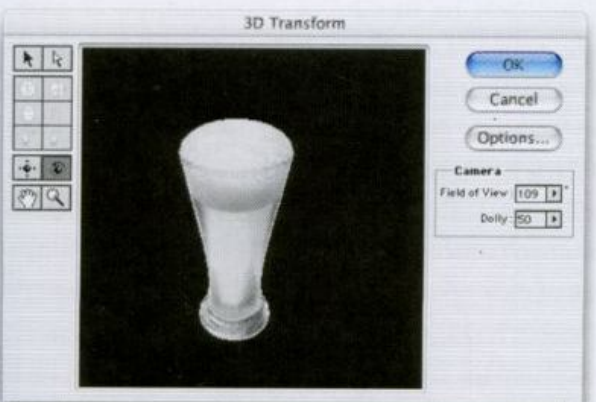 3D Transform
OK
Cancel
Options...
Camera
Field of View: 109 °
Dolly: 50